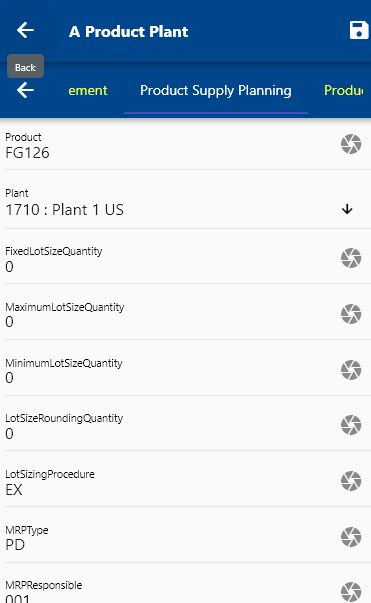 A Product Plant
Back
ement Product Supply Planning Produ
Product
FG126
Plant
1710 : Plant 1 US
FixedLotSizeQuantity
0
MaximumLotSizeQuantity
0
MinimumLotSizeQuantity
0
LotSizeRoundingQuantity
0
LotSizingProcedure
EX
MRPType
PD
MRPResponsible
001